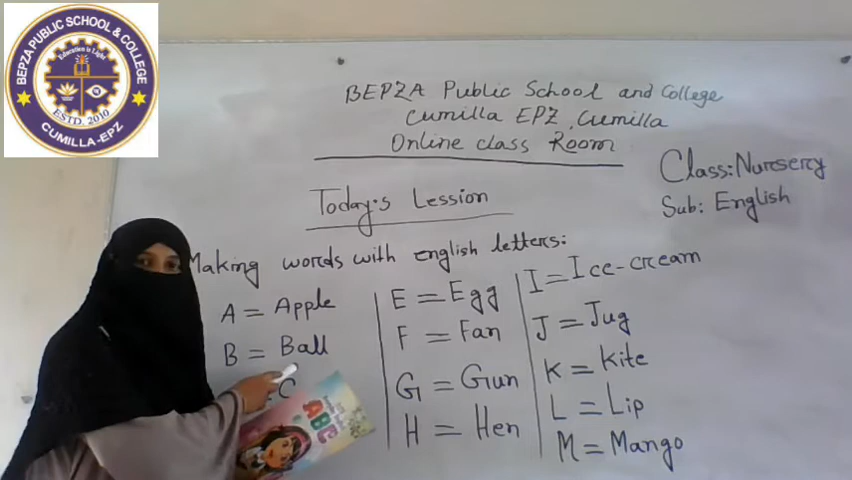 BEPZA PUBLIC SCHOOL & COLLEGE
Education is Light
ESTD. 2010
CUMILLA-EPZ
BEPZA Public School and College
Cumilla EPZ, Cumilla
Online class Room
Class: Nursery
Sub: English
Today's Lession
Making words with english letters:
A = Apple
B = Ball
= C
E = Egg
F = Fan
G = Gun
H = Hen
I = Ice-cream
J = Jug
K = Kite
L = Lip
M = Mango
ABC